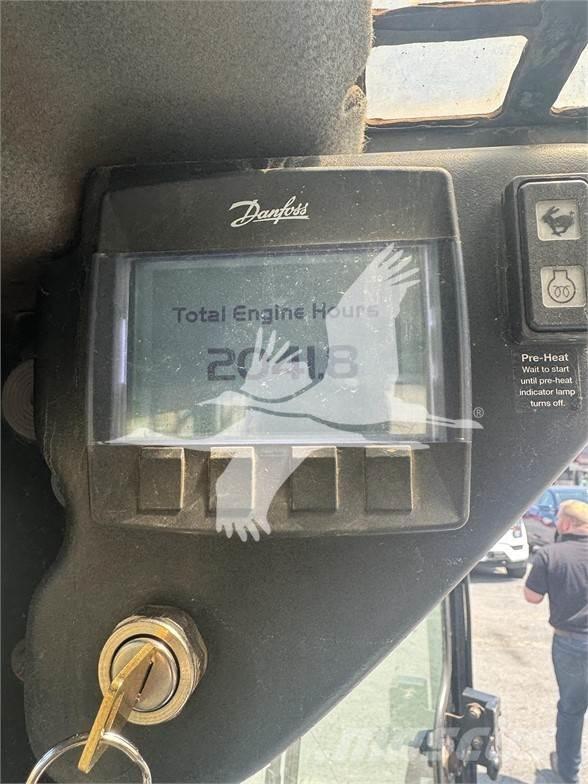 Danfoss
Total Engine Hours
2041.8
®
Pre-Heat
Wait to start
until pre-heat
indicator lamp
turns off.